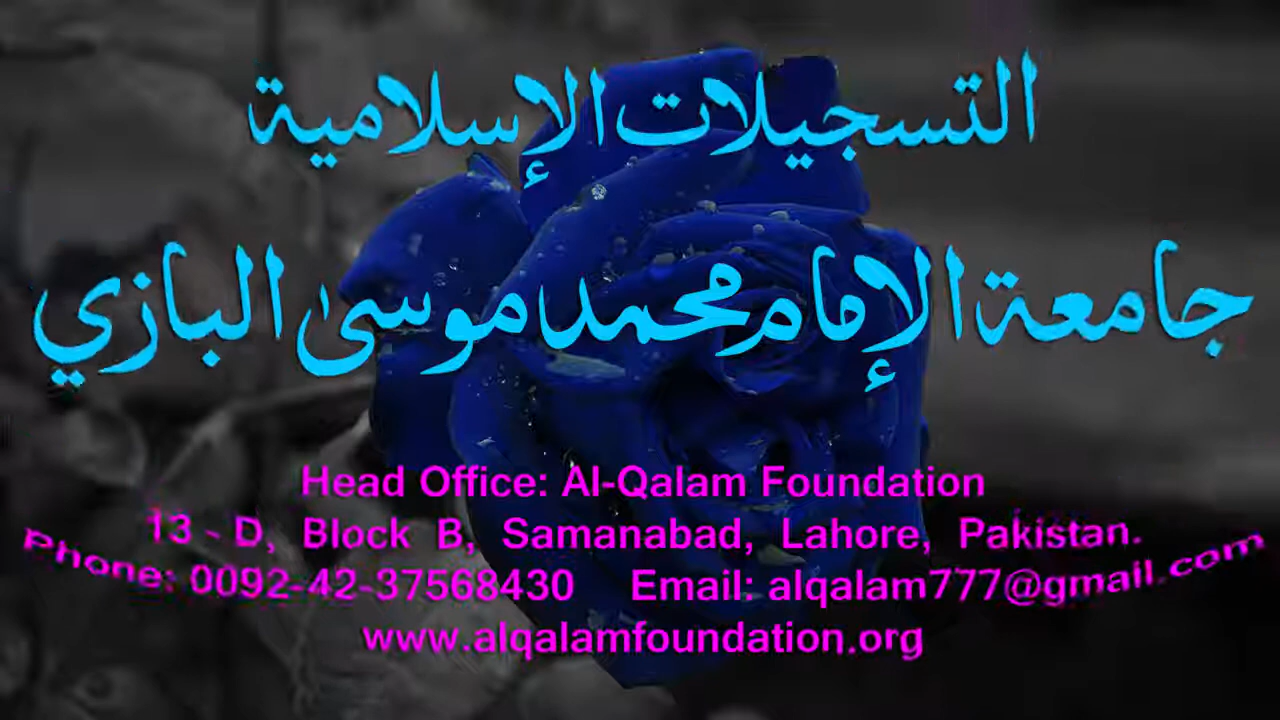 التسجيلات الإسلامية
جامعة الإمام محمد موسىٰ البازي
Head Office: Al-Qalam Foundation
13 - D, Block B, Samanabad, Lahore, Pakistan.
Phone: 0092-42-37568430 Email: alqalam777@gmail.com
www.alqalamfoundation.org